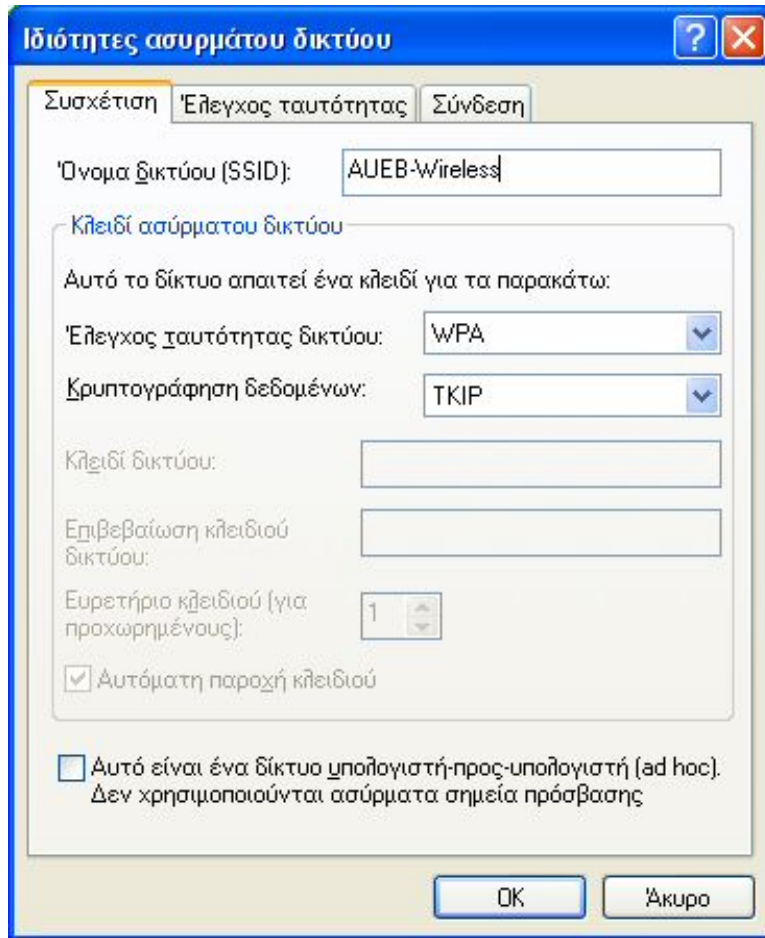 Ιδιότητες ασυρμάτου δικτύου
Συσχέτιση Έλεγχος ταυτότητας Σύνδεση
Όνομα δικτύου (SSID): AUEB-Wireless
Κλειδί ασύρματου δικτύου
Αυτό το δίκτυο απαιτεί ένα κλειδί για τα παρακάτω:
Έλεγχος ταυτότητας δικτύου: WPA
Κρυπτογράφηση δεδομένων: TKIP
Κλειδί δικτύου:
Επιβεβαίωση κλειδιού
δικτύου:
Ευρετήριο κλειδιού (για
προχωρημένους): 1
Αυτόματη παροχή κλειδιού
Αυτό είναι ένα δίκτυο υπολογιστή-προς-υπολογιστή (ad hoc).
Δεν χρησιμοποιούνται ασύρματα σημεία πρόσβασης
OK Άκυρο